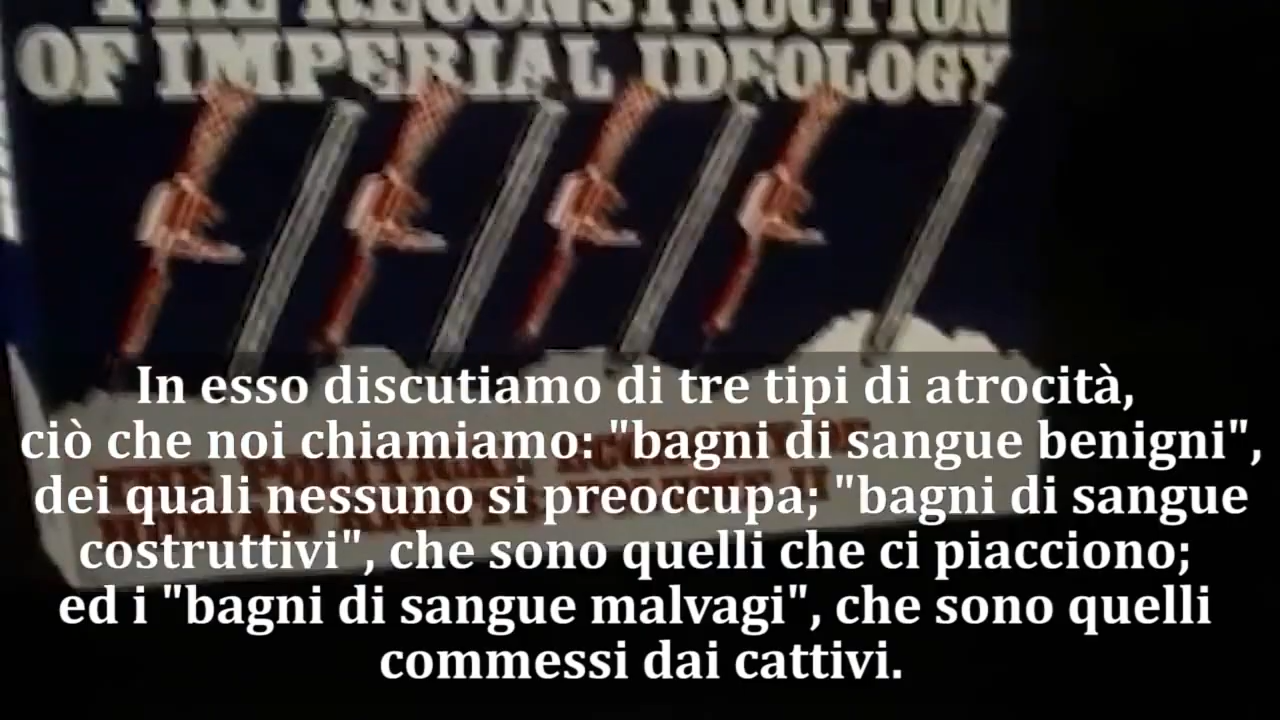 THE RECONSTRUCTION
OF IMPERIAL IDEOLOGY
In esso discutiamo di tre tipi di atrocità,
ciò che noi chiamiamo: "bagni di sangue benigni",
dei quali nessuno si preoccupa; "bagni di sangue
costruttivi", che sono quelli che ci piacciono;
ed i "bagni di sangue malvagi", che sono quelli
commessi dai cattivi.